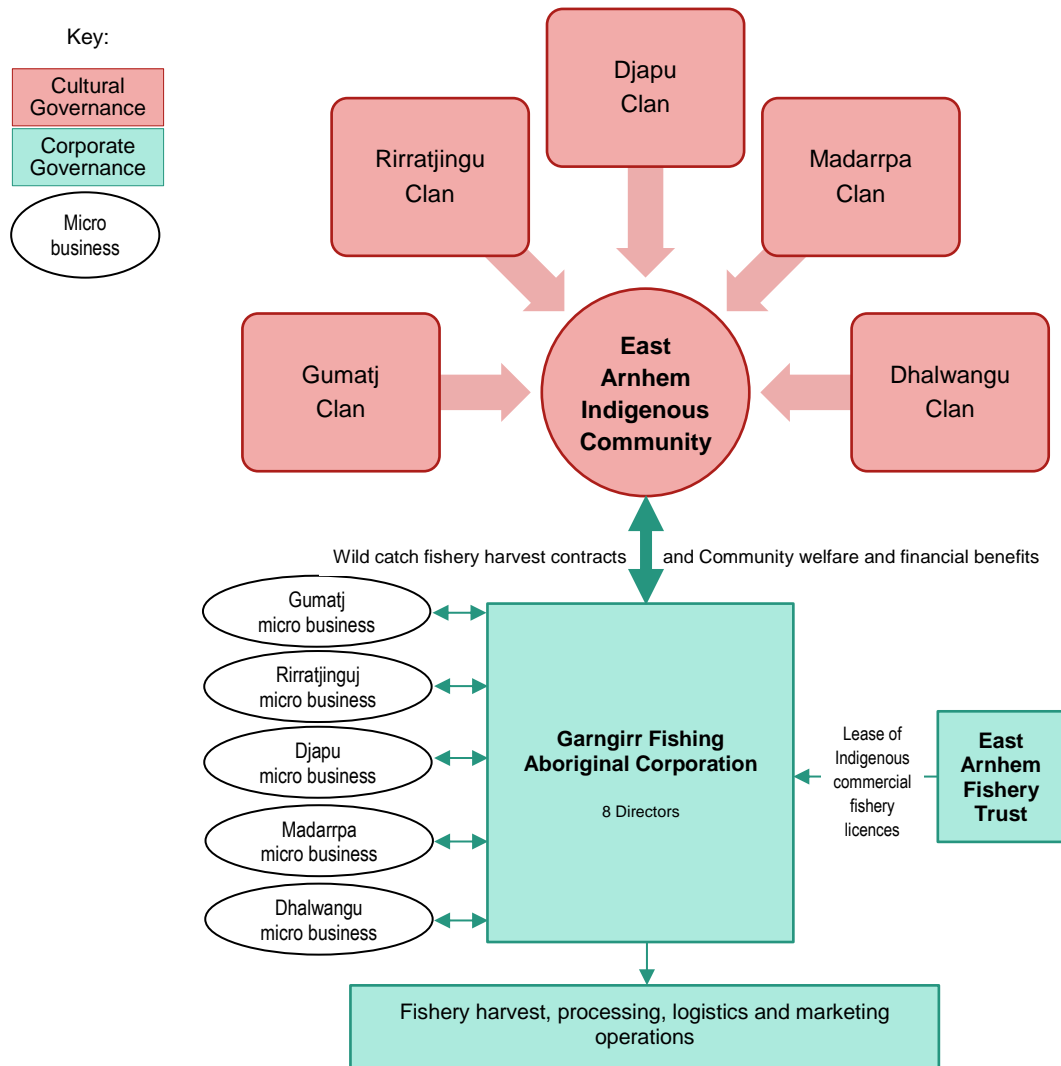 Key:
Cultural
Governance
Corporate
Governance
Micro
business
Djapu
Clan
Rirratjingu
Clan
Madarrpa
Clan
Gumatj
Clan
East
Arnhem
Indigenous
Community
Dhalwangu
Clan
Wild catch fishery harvest contracts and Community welfare and financial benefits
Gumatj
micro business
Rirratjinguj
micro business
Djapu
micro business
Madarrpa
micro business
Dhalwangu
micro business
Garngirr Fishing
Aboriginal Corporation
8 Directors
Lease of
Indigenous
commercial
fishery
licences
East
Arnhem
Fishery
Trust
Fishery harvest, processing, logistics and marketing
operations